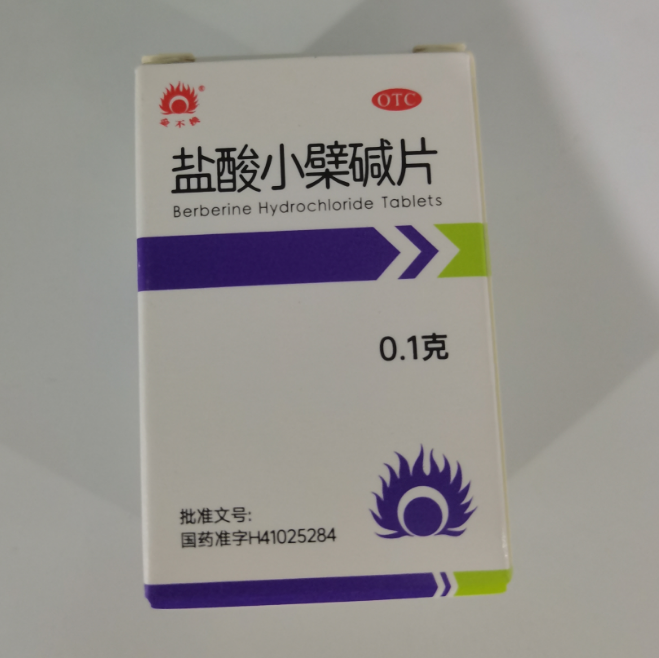 OTC
盐酸小檗碱片
Berberine Hydrochloride Tablets
0.1克
批准文号:
国药准字H41025284